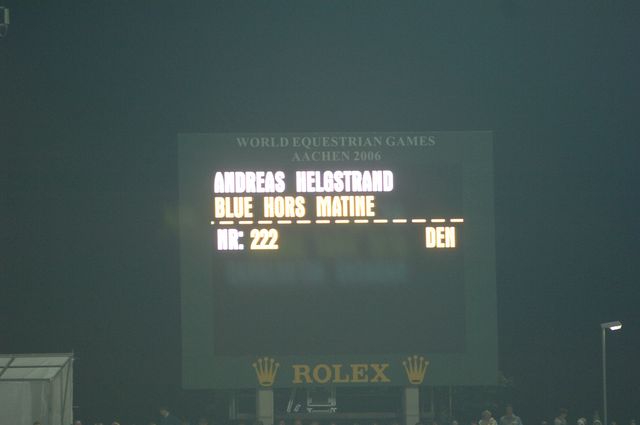 WORLD EQUESTRIAN GAMES
AACHEN 2006
ANDREAS HELGSTRAND
BLUE HORS MATINE
NR: 222 DEN
ROLEX